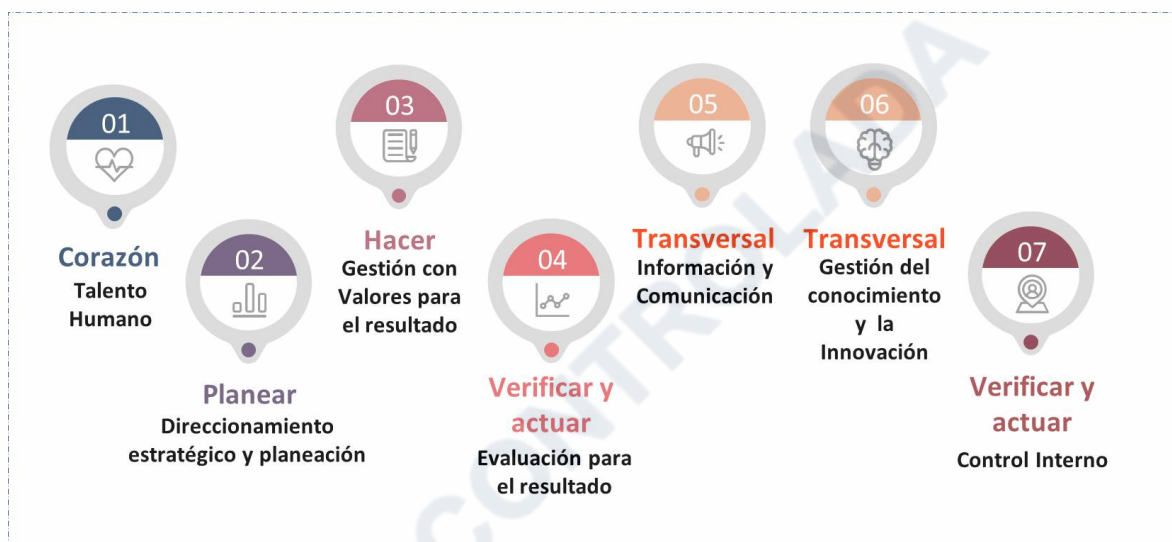 01
Corazón
Talento
Humano
02
Planear
Direccionamiento
estratégico y planeación
03
Hacer
Gestión con
Valores para
el resultado
04
Verificar y
actuar
Evaluación para
el resultado
05
Transversal
Información y
Comunicación
06
Transversal
Gestión del
conocimiento
y la
Innovación
07
Verificar y
actuar
Control Interno
CONTROLADA